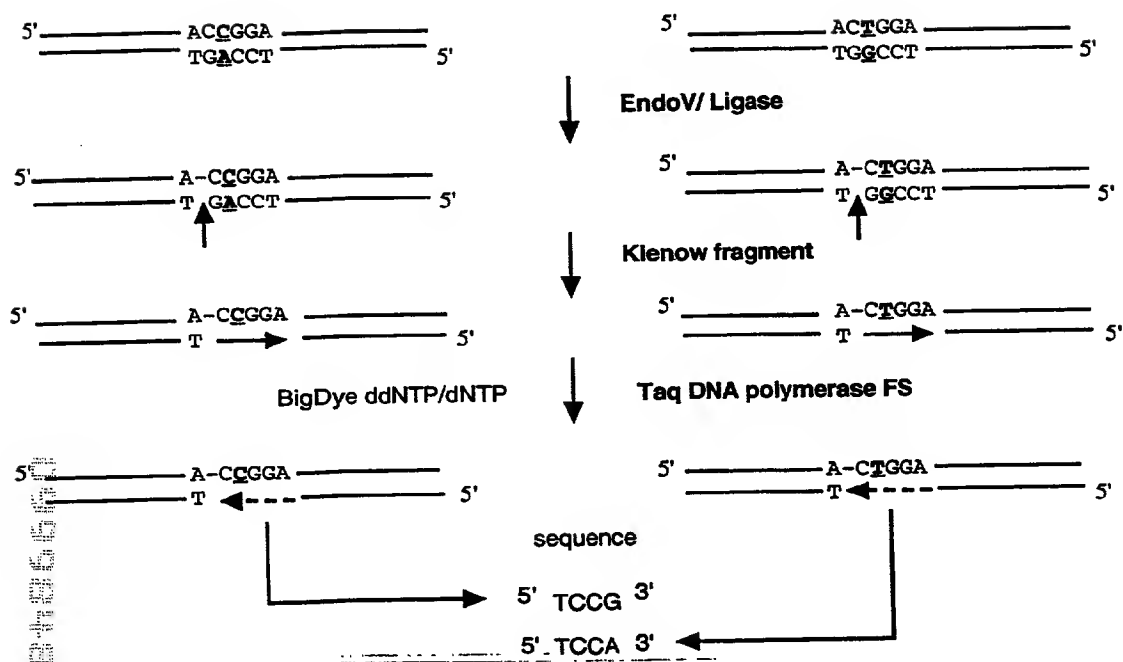 5' ACCGGA
TGACCT 5'
5' ACTGGA
TGGCCT 5'
EndoV/ Ligase
5' A-CCGGA
T GACCT 5'
5' A-CTGGA
T GGCCT 5'
Klenow fragment
5' A-CCGGA
T 5'
5' A-CTGGA
T 5'
BigDye ddNTP/dNTP Taq DNA polymerase FS
5' A-CCGGA
T 5'
5' A-CTGGA
T 5'
sequence
5' TCCG 3'
5' TCCA 3'